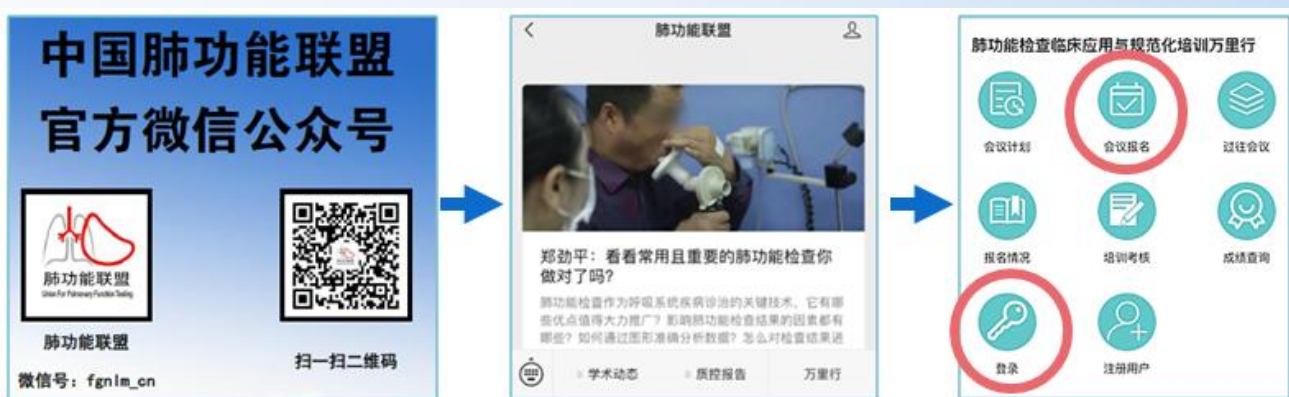 中国肺功能联盟
官方微信公众号
肺功能联盟
Union For Pulmonary Function Testing
肺功能联盟
微信号：fgnlm_cn
扫一扫二维码
肺功能联盟
郑劲平：看看常用且重要的肺功能检查你
做对了吗？
肺功能检查作为呼吸系统疾病诊治的关键技术，它有哪
些优点值得大力推广？影响肺功能检查结果的因素都有
哪些？如何通过图形准确分析数据？怎么对检查结果进
学术动态
质控报告
万里行
肺功能检查临床应用与规范化培训万里行
会议计划
会议报名
过往会议
报名情况
培训考核
成绩查询
登录
注册用户